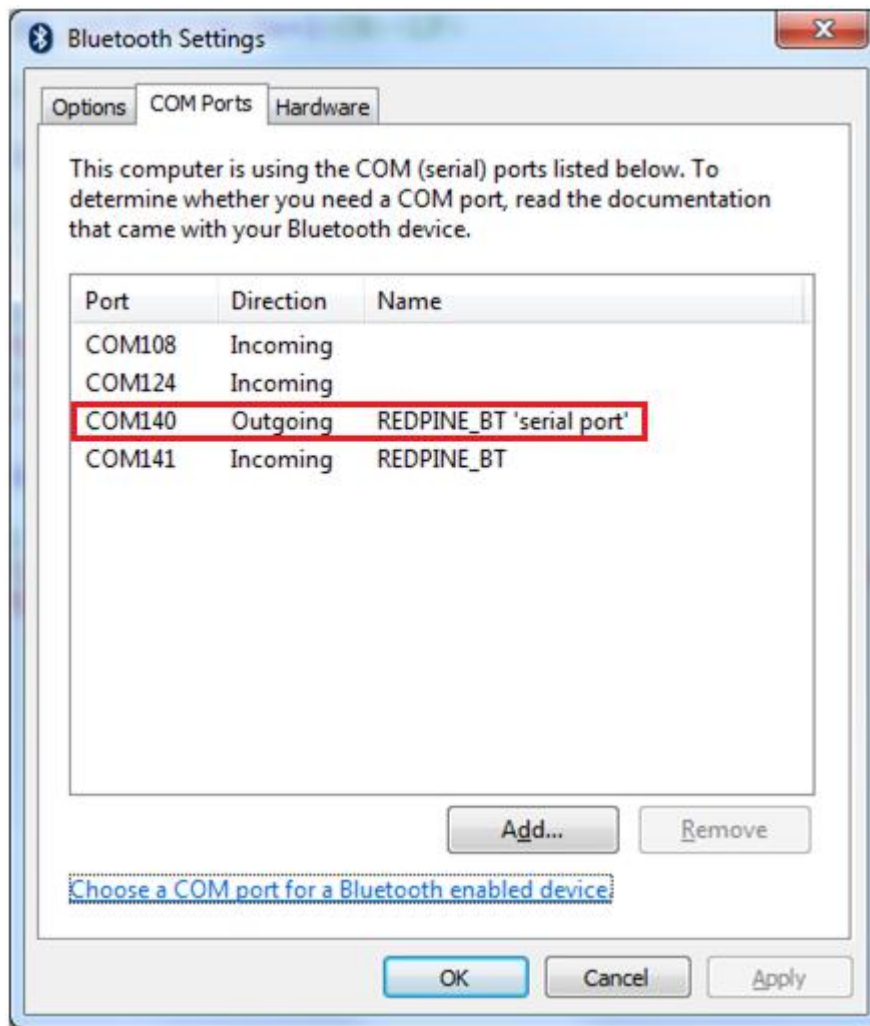 Bluetooth Settings
Options COM Ports Hardware
This computer is using the COM (serial) ports listed below. To
determine whether you need a COM port, read the documentation
that came with your Bluetooth device.
Port Direction Name
COM108 Incoming
COM124 Incoming
COM140 Outgoing REDPINE_BT 'serial port'
COM141 Incoming REDPINE_BT
Add... Remove
Choose a COM port for a Bluetooth enabled device.
OK Cancel Apply